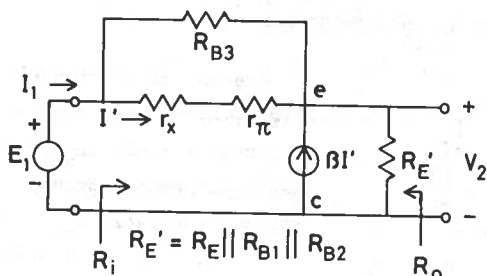 R_B3
I_1 → I' → r_x r_π e
+ E_1 - βI' R_E' + V_2 -
c
R_i R_E' = R_E || R_B1 || R_B2 R_o